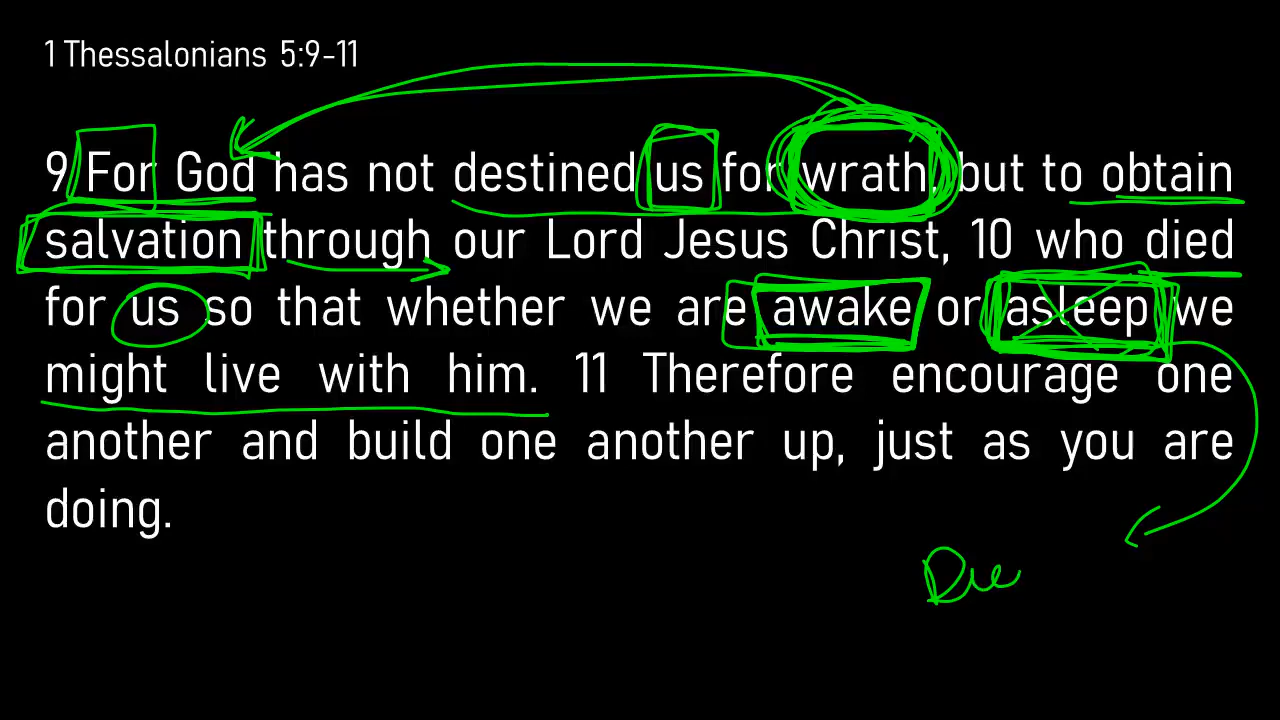 1 Thessalonians 5:9-11
9 For God has not destined us for wrath, but to obtain
salvation through our Lord Jesus Christ, 10 who died
for us so that whether we are awake or asleep we
might live with him. 11 Therefore encourage one
another and build one another up, just as you are
doing.
Die